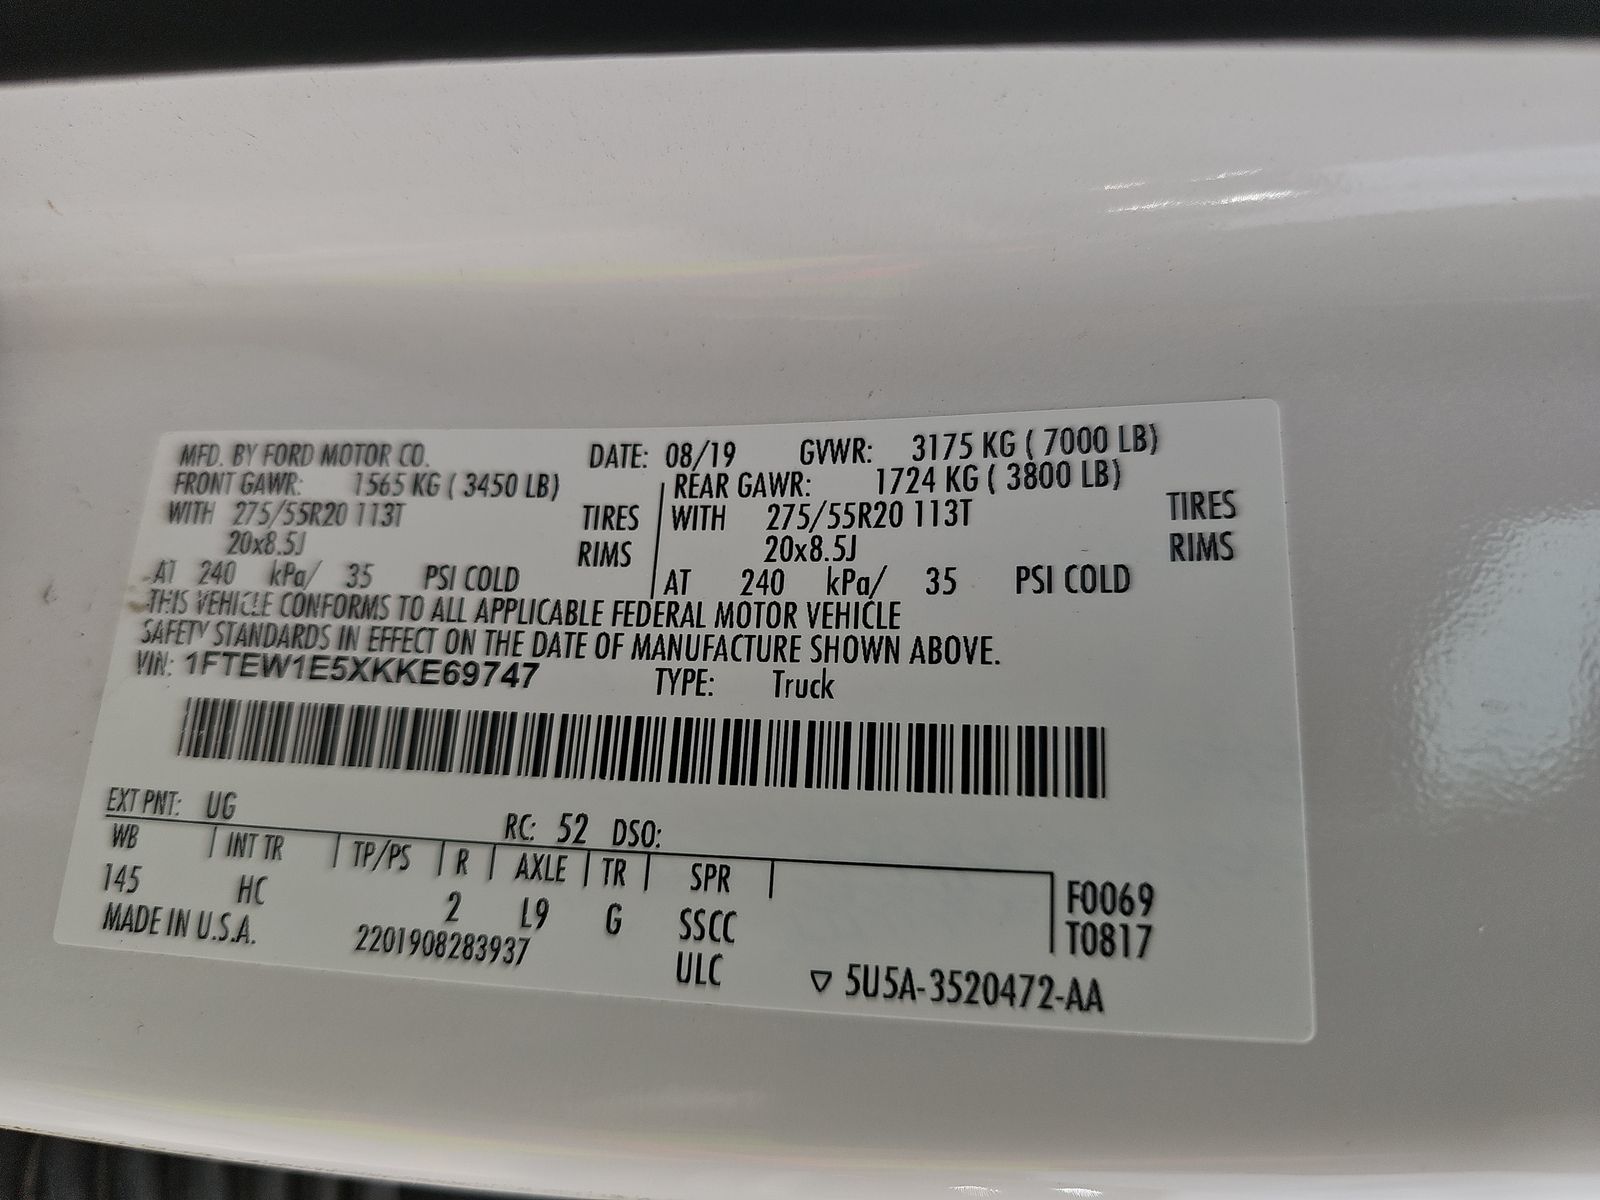 MFD. BY FORD MOTOR CO. DATE: 08/19 GVWR: 3175 KG ( 7000 LB)
FRONT GAWR: 1565 KG ( 3450 LB) REAR GAWR: 1724 KG ( 3800 LB)
WITH 275/55R20 113T TIRES WITH 275/55R20 113T TIRES
20x8.5J RIMS 20x8.5J RIMS
AT 240 kPa/ 35 PSI COLD AT 240 kPa/ 35 PSI COLD
THIS VEHICLE CONFORMS TO ALL APPLICABLE FEDERAL MOTOR VEHICLE
SAFETY STANDARDS IN EFFECT ON THE DATE OF MANUFACTURE SHOWN ABOVE.
VIN: 1FTEW1E5XKKE69747 TYPE: Truck
EXT PNT: UG RC: 52 DSO:
WB INT TR TP/PS R AXLE TR SPR F0069
145 HC 2 L9 G SSCC T0817
MADE IN U.S.A. 2201908283937 ULC ▽ 5U5A-3520472-AA